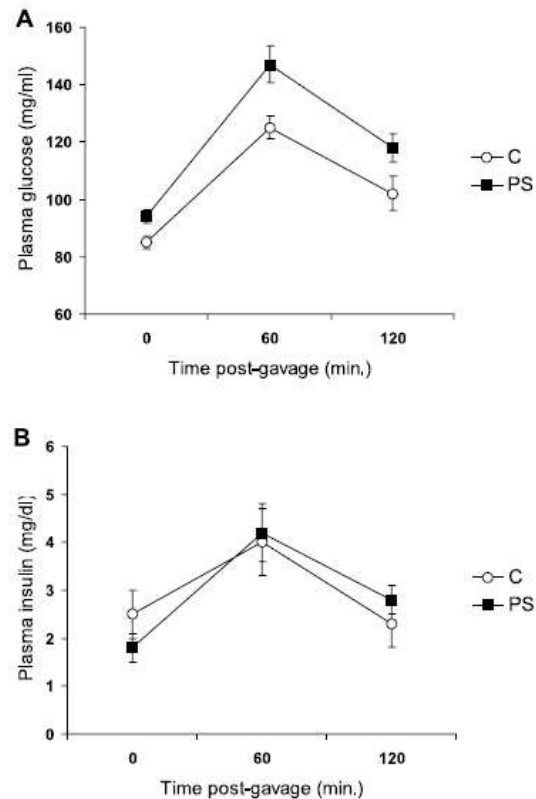 A
160
140
120
100
80
60
Plasma glucose (mg/ml)
0 60 120
Time post-gavage (min.)
C
PS
B
6
5
4
3
2
1
0
Plasma insulin (mg/dl)
0 60 120
Time post-gavage (min.)
C
PS